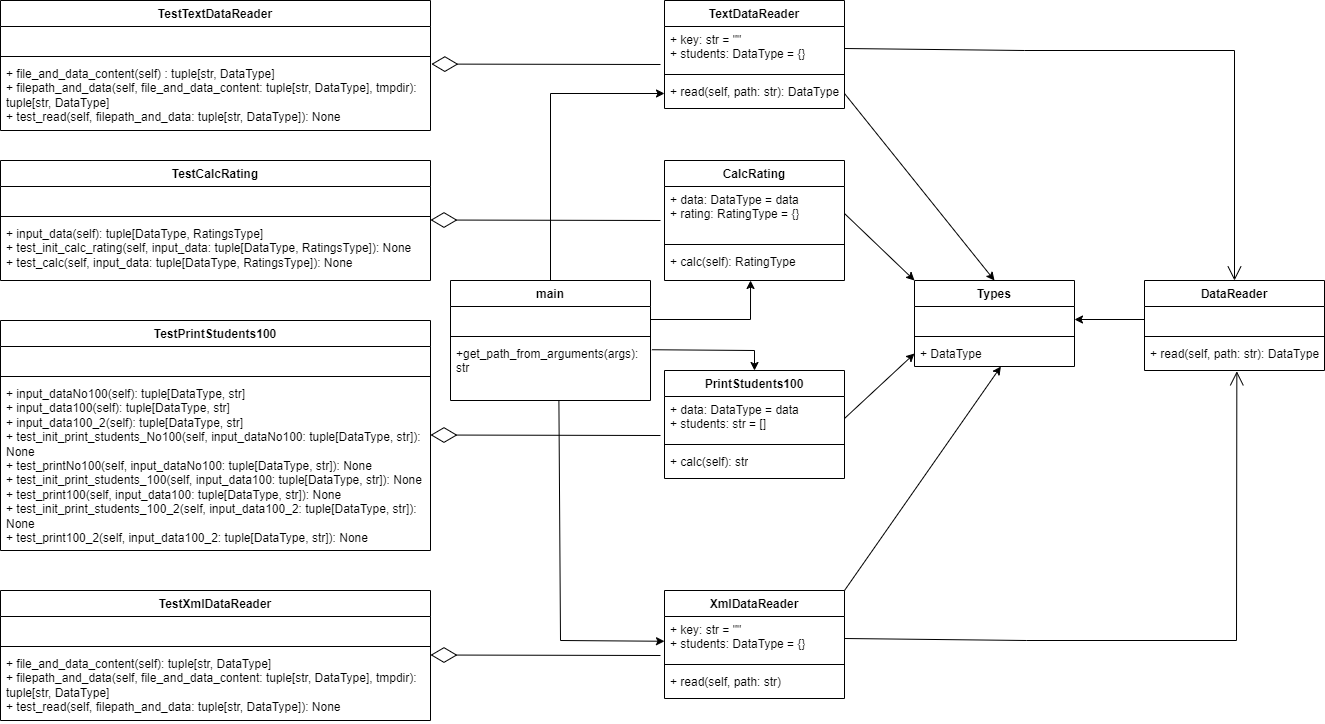 TestTextDataReader
+ file_and_data_content(self) : tuple[str, DataType]
+ filepath_and_data(self, file_and_data_content: tuple[str, DataType], tmpdir):
tuple[str, DataType]
+ test_read(self, filepath_and_data: tuple[str, DataType]): None
TextDataReader
+ key: str = ""
+ students: DataType = {}
+ read(self, path: str): DataType
TestCalcRating
+ input_data(self): tuple[DataType, RatingsType]
+ test_init_calc_rating(self, input_data: tuple[DataType, RatingsType]): None
+ test_calc(self, input_data: tuple[DataType, RatingsType]): None
CalcRating
+ data: DataType = data
+ rating: RatingType = {}
+ calc(self): RatingType
main
+get_path_from_arguments(args):
str
Types
+ DataType
DataReader
+ read(self, path: str): DataType
TestPrintStudents100
+ input_dataNo100(self): tuple[DataType, str]
+ input_data100(self): tuple[DataType, str]
+ input_data100_2(self): tuple[DataType, str]
+ test_init_print_students_No100(self, input_dataNo100: tuple[DataType, str]):
None
+ test_printNo100(self, input_dataNo100: tuple[DataType, str]): None
+ test_init_print_students_100(self, input_data100: tuple[DataType, str]): None
+ test_print100(self, input_data100: tuple[DataType, str]): None
+ test_init_print_students_100_2(self, input_data100_2: tuple[DataType, str]):
None
+ test_print100_2(self, input_data100_2: tuple[DataType, str]): None
PrintStudents100
+ data: DataType = data
+ students: str = []
+ calc(self): str
TestXmlDataReader
+ file_and_data_content(self): tuple[str, DataType]
+ filepath_and_data(self, file_and_data_content: tuple[str, DataType], tmpdir):
tuple[str, DataType]
+ test_read(self, filepath_and_data: tuple[str, DataType]): None
XmlDataReader
+ key: str = ""
+ students: DataType = {}
+ read(self, path: str)